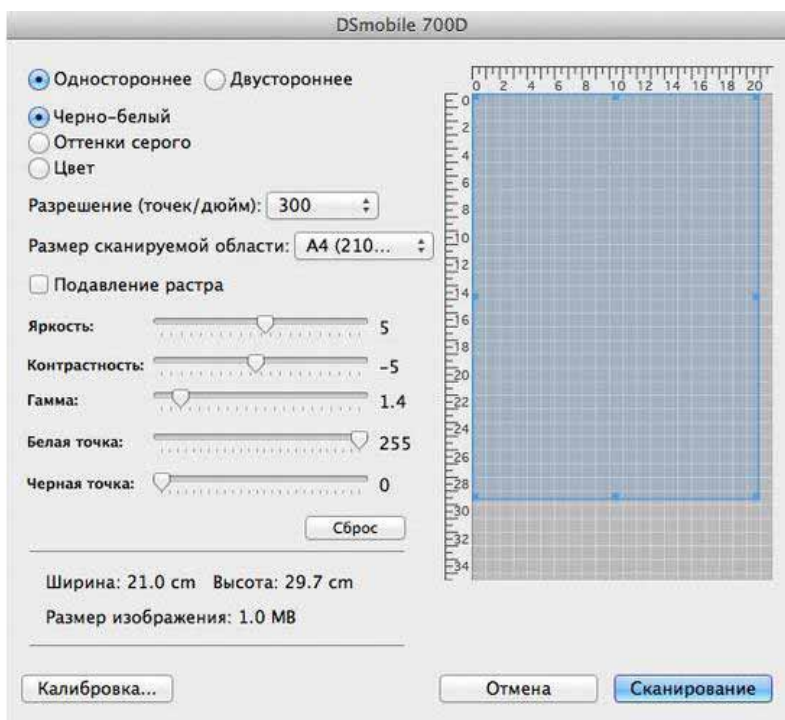 DSmobile 700D
Одностороннее Двустороннее
Черно-белый
Оттенки серого
Цвет
Разрешение (точек/дюйм): 300
Размер сканируемой области: A4 (210...
Подавление растра
Яркость: 5
Контрастность: -5
Гамма: 1.4
Белая точка: 255
Черная точка: 0
Сброс
Ширина: 21.0 cm Высота: 29.7 cm
Размер изображения: 1.0 MB
0 2 4 6 8 10 12 14 16 18 20
0
2
4
6
8
10
12
14
16
18
20
22
24
26
28
30
32
34
Калибровка... Отмена Сканирование